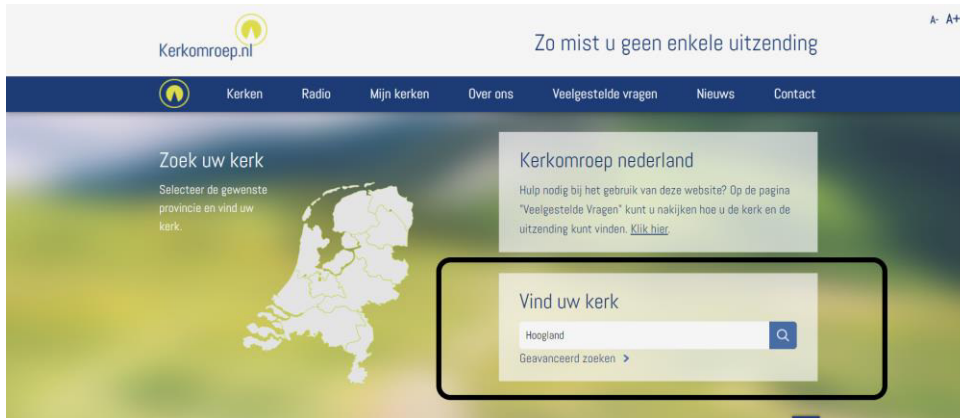 A- A+
Kerkomroep.nl
Zo mist u geen enkele uitzending
Kerken Radio Mijn kerken Over ons Veelgestelde vragen Nieuws Contact
Zoek uw kerk
Selecteer de gewenste
provincie en vind uw
kerk.
Kerkomroep nederland
Hulp nodig bij het gebruik van deze website? Op de pagina
"Veelgestelde Vragen" kunt u nakijken hoe u de kerk en de
uitzending kunt vinden. Klik hier.
Vind uw kerk
Hoogland
Geavanceerd zoeken >